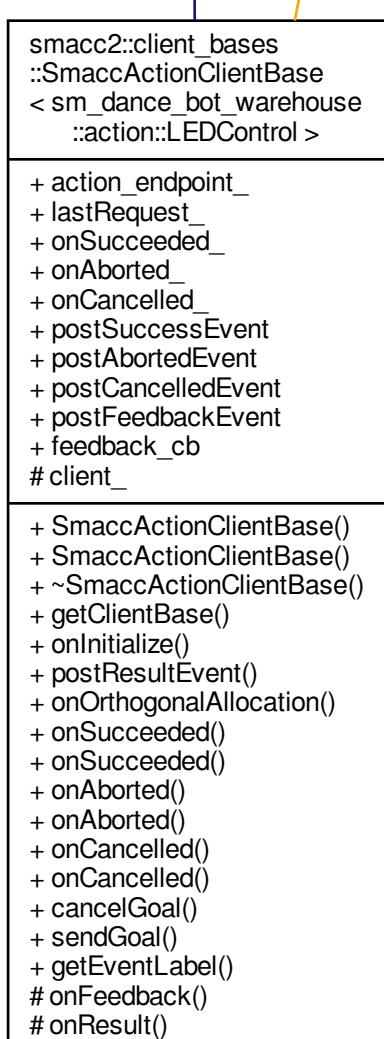 smacc2::client_bases
::SmaccActionClientBase
< sm_dance_bot_warehouse
::action::LEDControl >
+ action_endpoint_
+ lastRequest_
+ onSucceeded_
+ onAborted_
+ onCancelled_
+ postSuccessEvent
+ postAbortedEvent
+ postCancelledEvent
+ postFeedbackEvent
+ feedback_cb
# client_
+ SmaccActionClientBase()
+ SmaccActionClientBase()
+ ~SmaccActionClientBase()
+ getClientBase()
+ onInitialize()
+ postResultEvent()
+ onOrthogonalAllocation()
+ onSucceeded()
+ onSucceeded()
+ onAborted()
+ onAborted()
+ onCancelled()
+ onCancelled()
+ cancelGoal()
+ sendGoal()
+ getEventLabel()
# onFeedback()
# onResult()